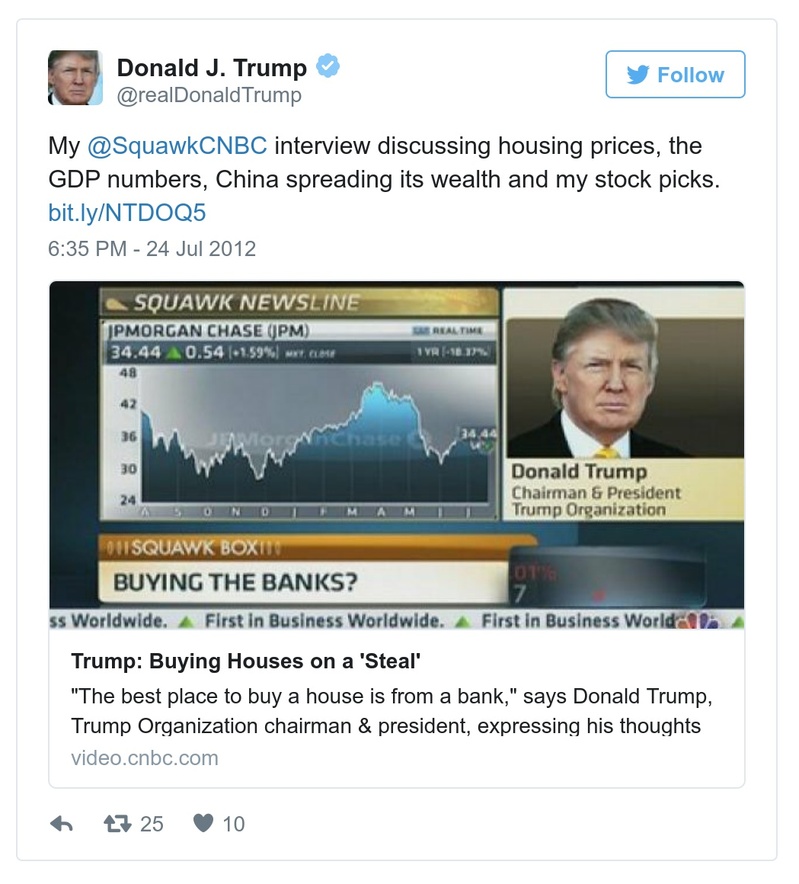 Donald J. Trump
@realDonaldTrump
Follow
My @SquawkCNBC interview discussing housing prices, the
GDP numbers, China spreading its wealth and my stock picks.
bit.ly/NTDOQ5
6:35 PM - 24 Jul 2012
SQUAWK NEWSLINE
JPMORGAN CHASE (JPM)
REAL-TIME
34.44 ▲ 0.54 [+1.59%] MKT. CLOSE
1 YR [-18.37%]
48
42
36
30
24
JPMorganChase
34.44
A S O N D J F M A M J J
Donald Trump
Chairman & President
Trump Organization
SQUAWK BOX
BUYING THE BANKS?
.01%
7
ss Worldwide. ▲ First in Business Worldwide. ▲ First in Business World
Trump: Buying Houses on a 'Steal'
"The best place to buy a house is from a bank," says Donald Trump,
Trump Organization chairman & president, expressing his thoughts
video.cnbc.com
25
10